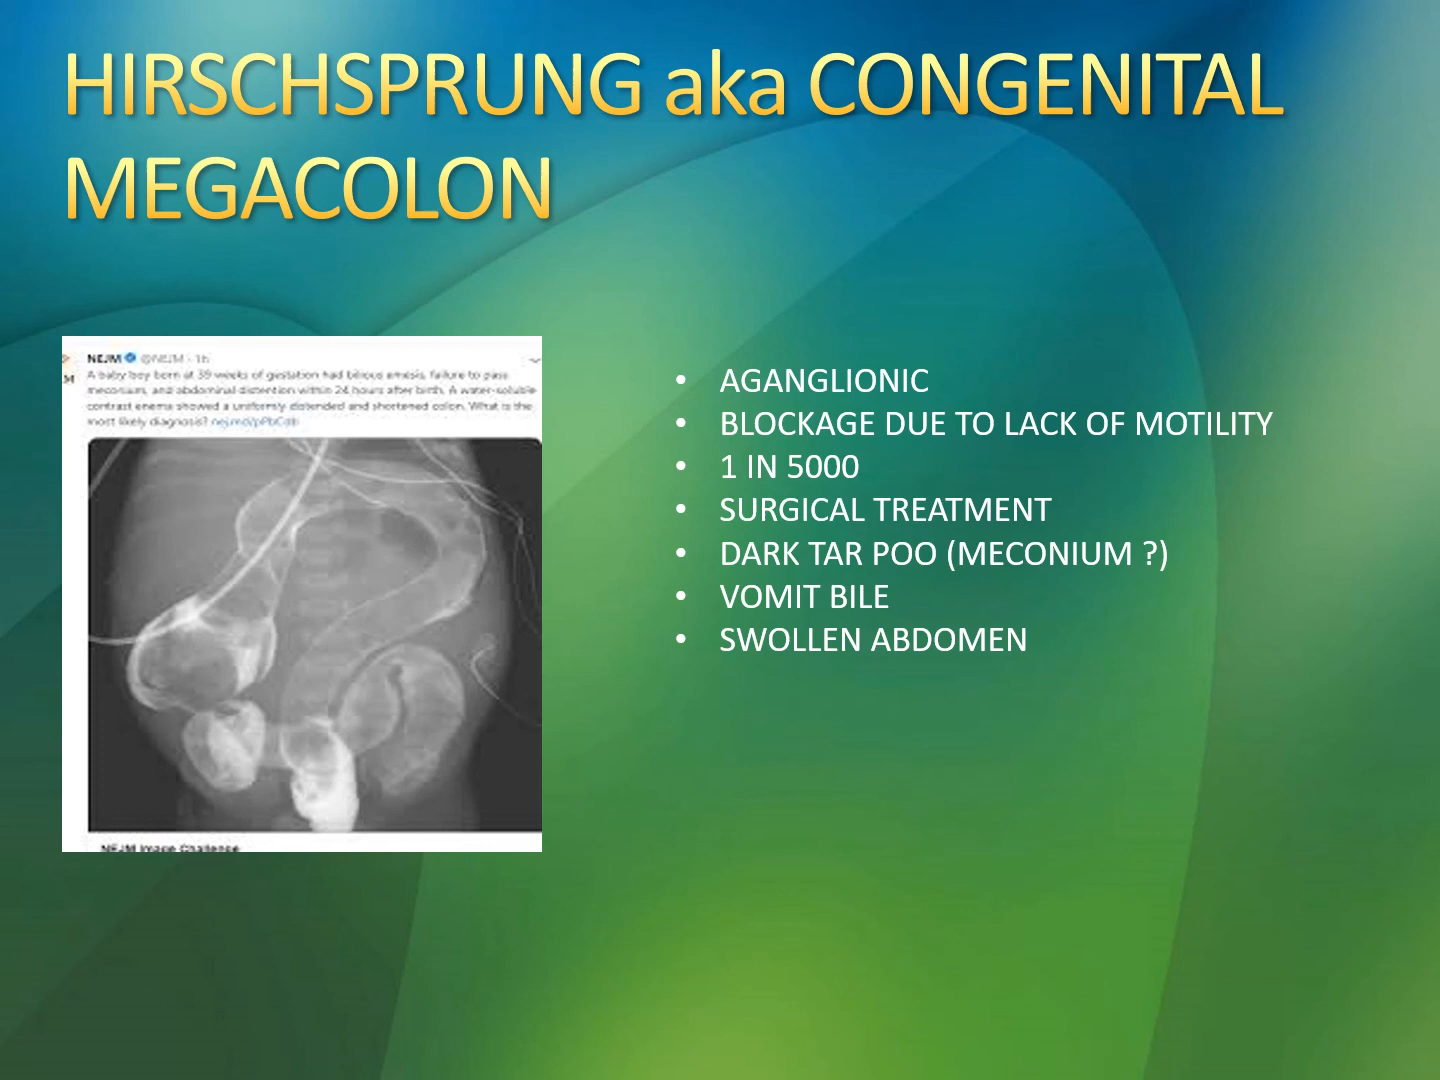 HIRSCHSPRUNG aka CONGENITAL
MEGACOLON
NEJM @NEJM · 1h
A baby boy born at 39 weeks of gestation had bilious emesis, failure to pass
meconium, and abdominal distention within 24 hours after birth. A water-soluble
contrast enema showed a uniformly distended and shortened colon. What is the
most likely diagnosis?
NEJM Image Challenge
• AGANGLIONIC
• BLOCKAGE DUE TO LACK OF MOTILITY
• 1 IN 5000
• SURGICAL TREATMENT
• DARK TAR POO (MECONIUM ?)
• VOMIT BILE
• SWOLLEN ABDOMEN